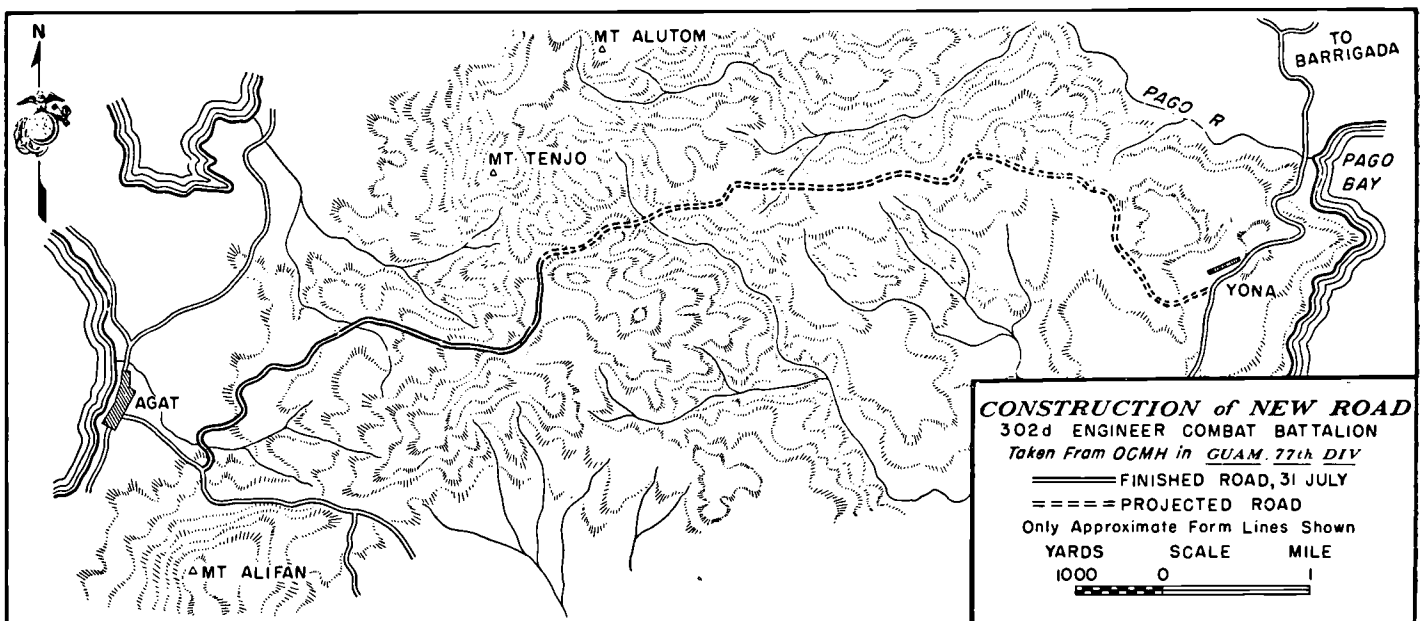 N
MT ALUTOM
TO
BARRIGADA
PAGO R
MT TENJO
PAGO
BAY
YONA
AGAT
MT ALIFAN
CONSTRUCTION of NEW ROAD
302d ENGINEER COMBAT BATTALION
Taken From OCMH in GUAM, 77th DIV
FINISHED ROAD, 31 JULY
PROJECTED ROAD
Only Approximate Form Lines Shown
YARDS SCALE MILE
1000 0 1